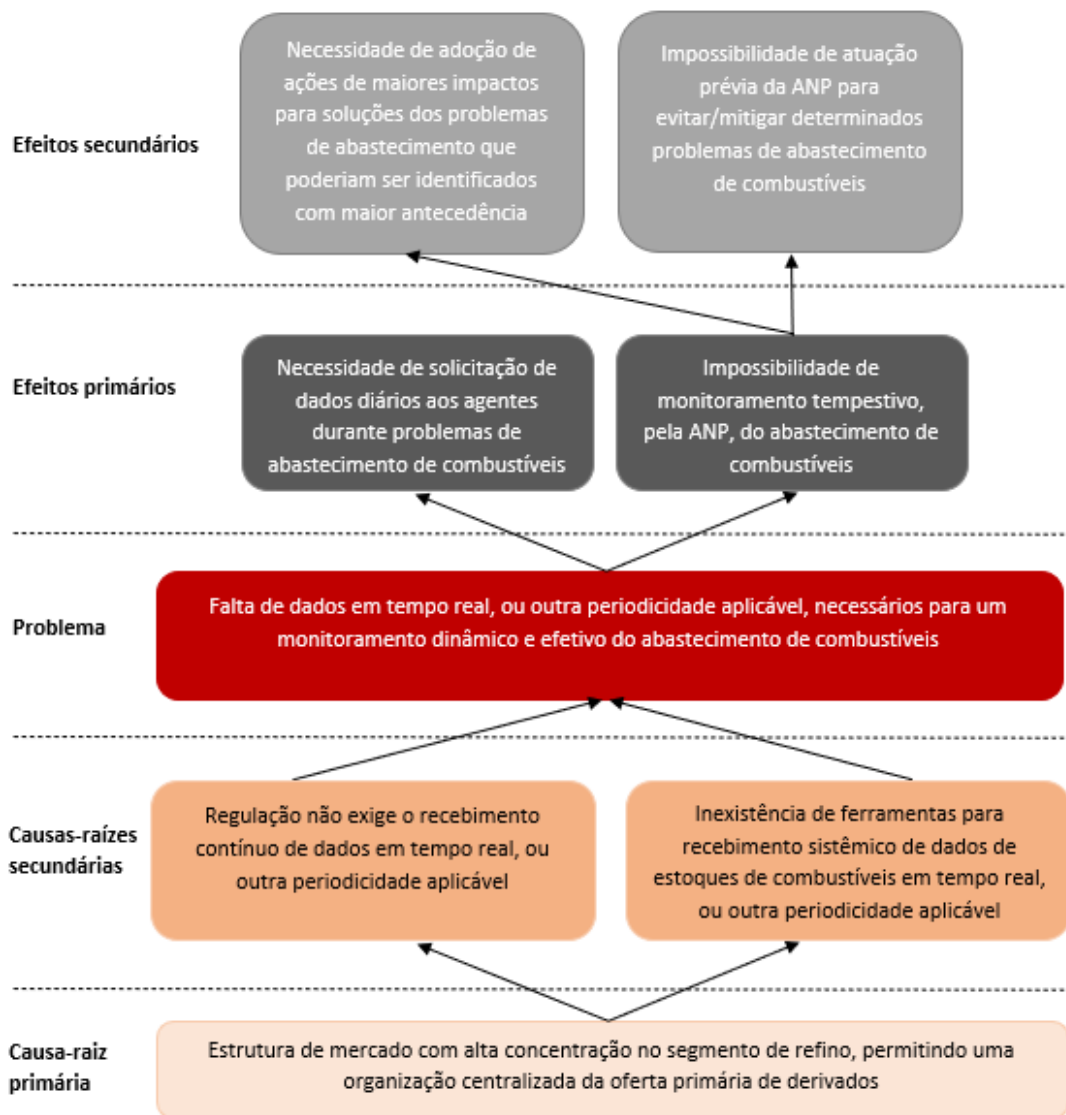 Necessidade de adoção de
ações de maiores impactos
para soluções dos problemas
de abastecimento que
poderiam ser identificados
com maior antecedência
Impossibilidade de atuação
prévia da ANP para
evitar/mitigar determinados
problemas de abastecimento
de combustíveis
Efeitos secundários
Necessidade de solicitação de
dados diários aos agentes
durante problemas de
abastecimento de combustíveis
Impossibilidade de
monitoramento tempestivo,
pela ANP, do abastecimento de
combustíveis
Efeitos primários
Falta de dados em tempo real, ou outra periodicidade aplicável, necessários para um
monitoramento dinâmico e efetivo do abastecimento de combustíveis
Problema
Regulação não exige o recebimento
contínuo de dados em tempo real, ou
outra periodicidade aplicável
Inexistência de ferramentas para
recebimento sistêmico de dados de
estoques de combustíveis em tempo real,
ou outra periodicidade aplicável
Causas-raízes
secundárias
Estrutura de mercado com alta concentração no segmento de refino, permitindo uma
organização centralizada da oferta primária de derivados
Causa-raiz
primária